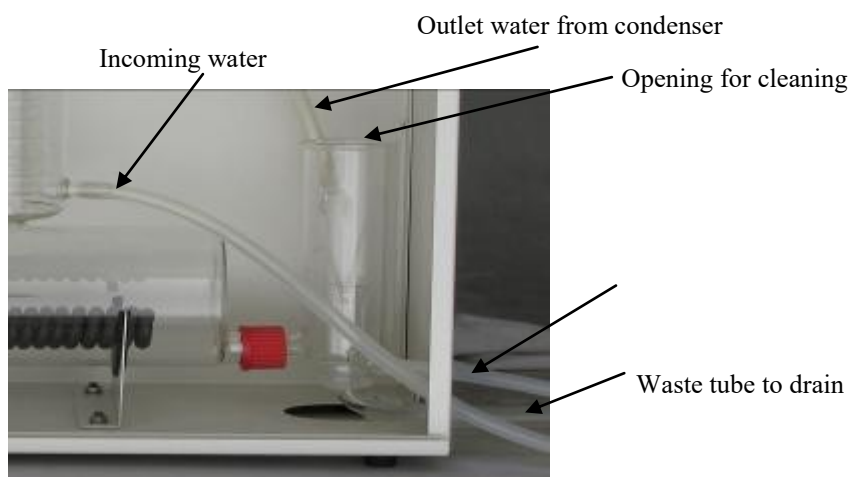 Outlet water from condenser
Incoming water
Opening for cleaning
Waste tube to drain